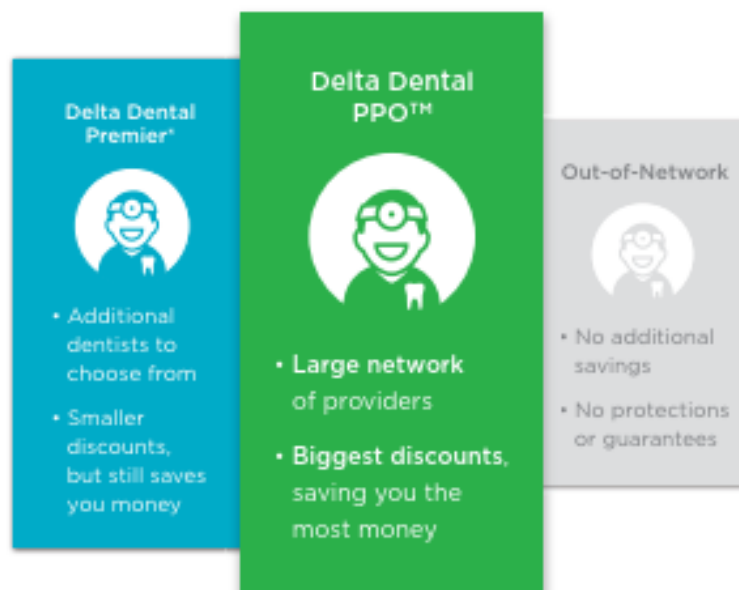 Delta Dental
Premier*
• Additional
dentists to
choose from
• Smaller
discounts,
but still saves
you money
Delta Dental
PPO™
• Large network
of providers
• Biggest discounts,
saving you the
most money
Out-of-Network
• No additional
savings
• No protections
or guarantees